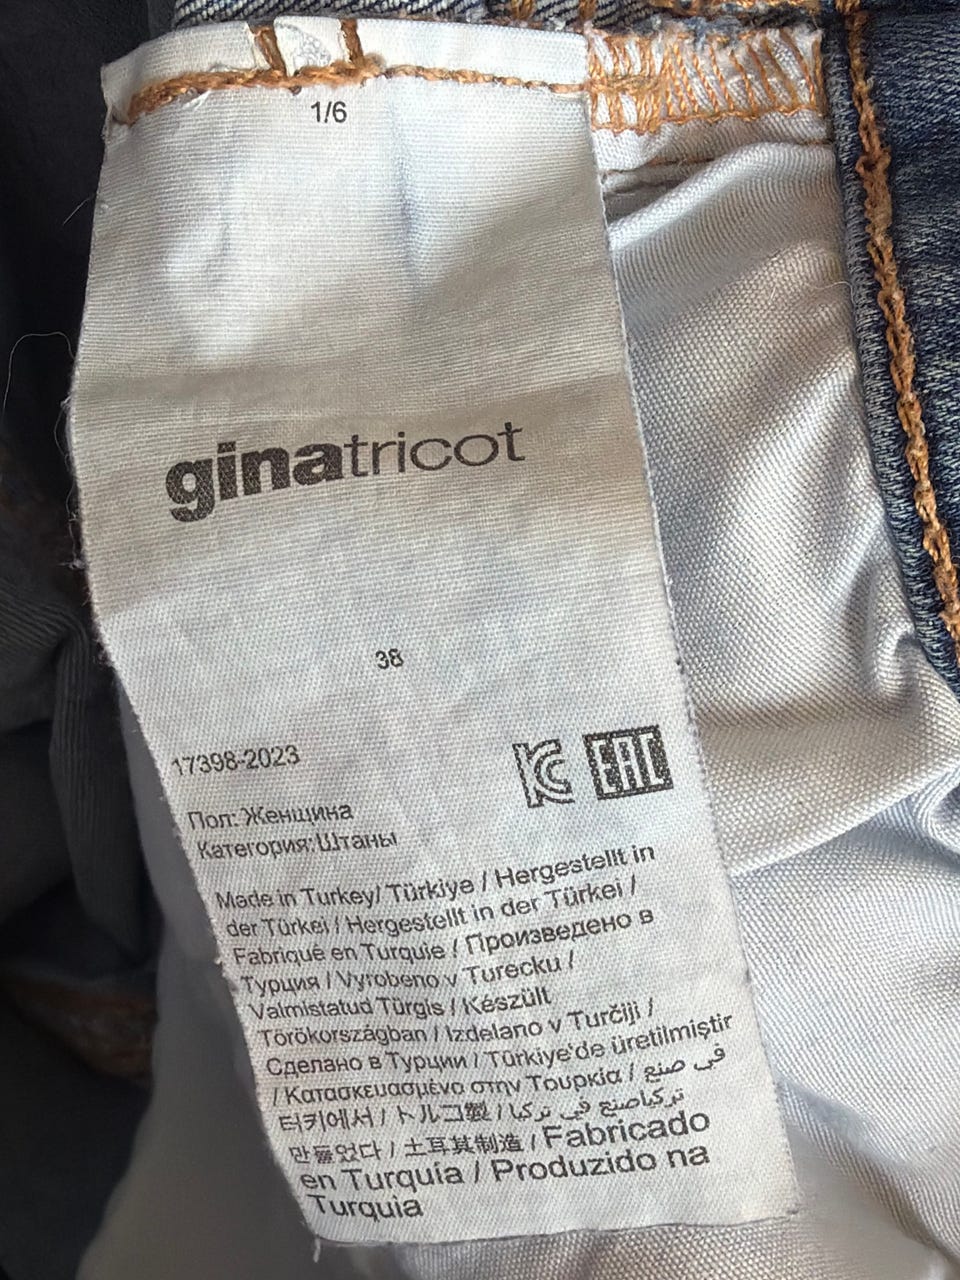 1/6
ginatricot
38
17398-2023
EAC
Пол: Женщина
Категория: Штаны
Made in Turkey/ Türkiye / Hergestellt in
der Türkei / Hergestellt in der Türkei /
Fabriqué en Turquie / Произведено в
Турция / Vyrobeno v Turecku /
Valmistatud Türgis / Készült
Törökországban / Izdelano v Turčiji /
Сделано в Турции / Türkiye'de üretilmiştir
/ Κατασκευασμένο στην Τουρκία / في صنع
터키에서 / トルコ製 / تركياصنع في تركيا /
만들었다 / 土耳其制造 / Fabricado
en Turquía / Produzido na
Turquia